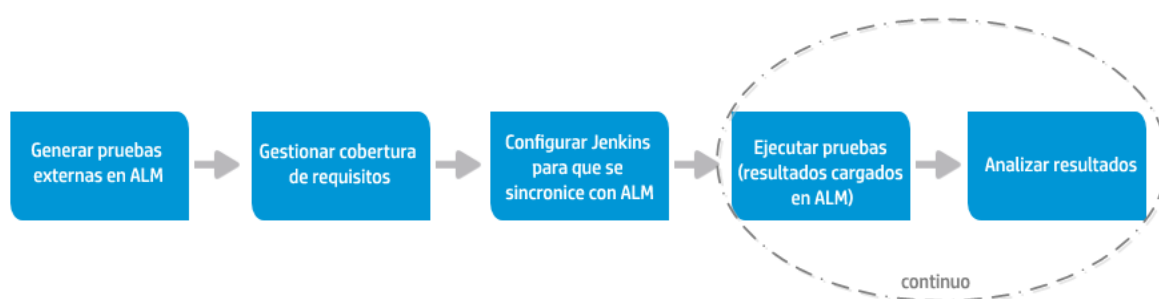 Generar pruebas
externas en ALM
Gestionar cobertura
de requisitos
Configurar Jenkins
para que se
sincronice con ALM
Ejecutar pruebas
(resultados cargados
en ALM)
Analizar resultados
continuo